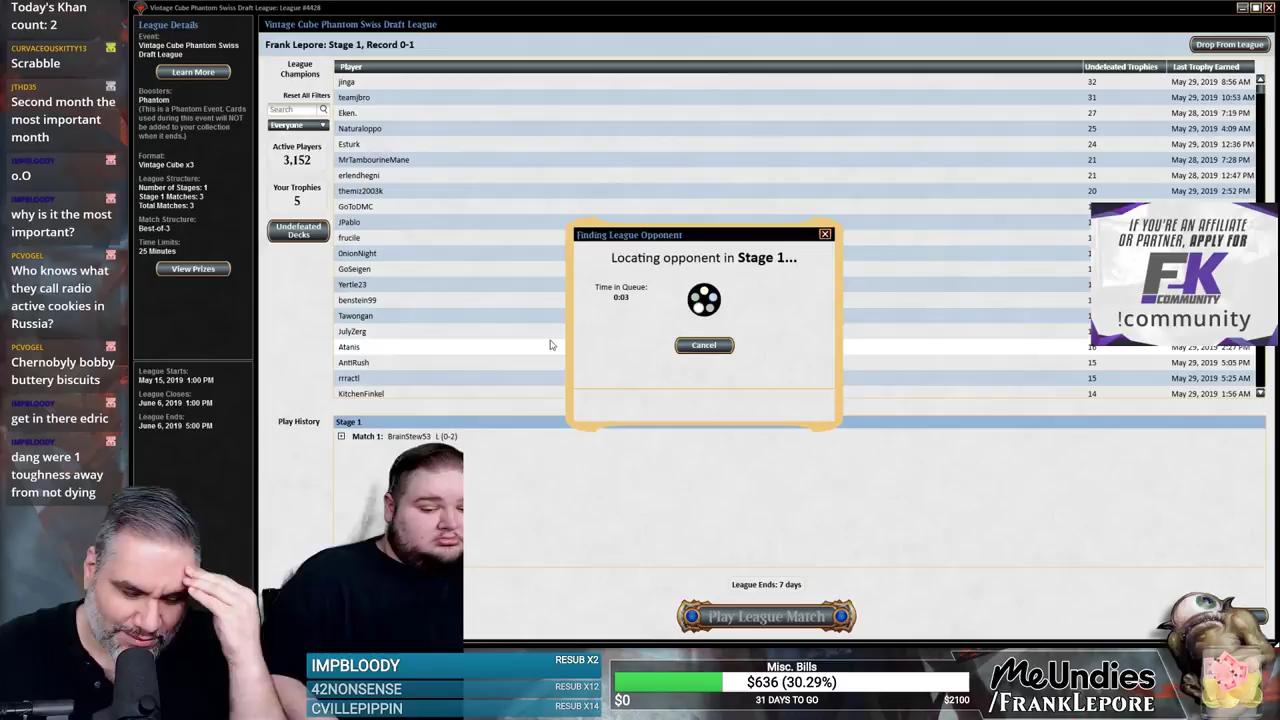 Today's Khan
count: 2
CURVACEOUSKITTY13
Scrabble
JTHD35
Second month the
most important
month
IMPBLOODY
o.O
IMPBLOODY
why is it the most
important?
PCVOGEL
Who knows what
they call radio
active cookies in
Russia?
PCVOGEL
Chernobyly bobby
buttery biscuits
IMPBLOODY
get in there edric
IMPBLOODY
dang were 1
toughness away
from not dying
Vintage Cube Phantom Swiss Draft League: League #4428
League Details
Event:
Vintage Cube Phantom Swiss
Draft League
Learn More
Boosters:
Phantom
(This is a Phantom Event. Cards
used during this event will NOT
be added to your collection
when it ends.)
Format:
Vintage Cube x3
League Structure:
Number of Stages: 1
Stage 1 Matches: 3
Total Matches: 3
Match Structure:
Best-of-3
Time Limits:
25 Minutes
View Prizes
League Starts:
May 15, 2019 1:00 PM
League Closes:
June 6, 2019 1:00 PM
League Ends:
June 6, 2019 5:00 PM
Vintage Cube Phantom Swiss Draft League
Frank Lepore: Stage 1, Record 0-1
Drop From League
League
Champions
Reset All Filters
Search
Everyone
Active Players
3,152
Your Trophies
5
Undefeated
Decks
Player Undefeated Trophies Last Trophy Earned
jinga 32 May 29, 2019 8:56 AM
teamjbro 31 May 29, 2019 10:53 AM
Eken. 27 May 28, 2019 7:19 PM
Naturaloppo 25 May 29, 2019 4:09 AM
Esturk 24 May 29, 2019 12:36 PM
MrTambourineMane 21 May 28, 2019 7:28 PM
erlendhegni 21 May 28, 2019 12:47 PM
themiz2003k 20 May 29, 2019 2:52 PM
GoToDMC
JPablo
frucile
0nionNight
GoSeigen
Yertle23
benstein99
Tawongan
JulyZerg
Atanis
AntiRush 15 May 29, 2019 5:05 PM
rrractl 15 May 29, 2019 5:25 AM
KitchenFinkel 14 May 29, 2019 1:56 AM
Finding League Opponent
Locating opponent in Stage 1...
Time in Queue:
0:03
Cancel
IF YOU'RE AN AFFILIATE
OR PARTNER, APPLY FOR
COMMUNITY
!community
Play History
Stage 1
Match 1: BrainStew53 L (0-2)
League Ends: 7 days
Play League Match
IMPBLOODY RESUB X2
42NONSENSE RESUB X12
CVILLEPIPPIN RESUB X14
Misc. Bills
$636 (30.29%)
$0 31 DAYS TO GO $2100
MeUndies
/FRANKLEPORE